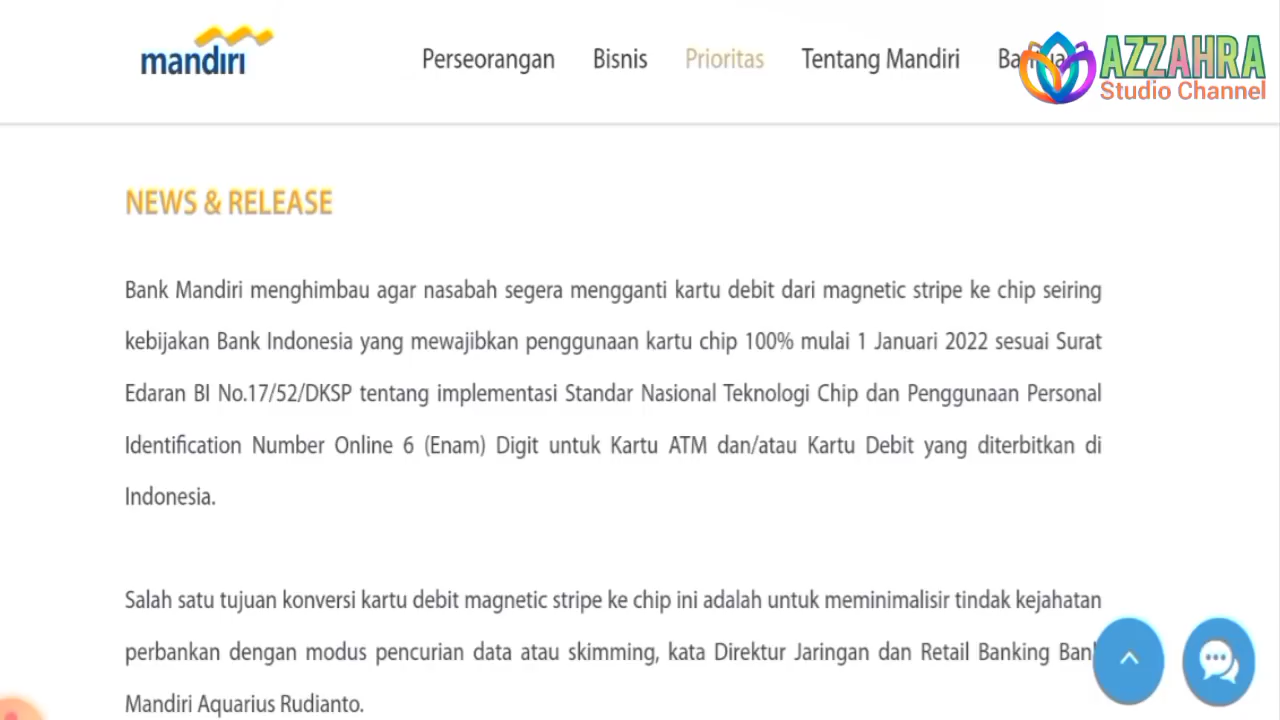 mandiri
Perseorangan Bisnis Prioritas Tentang Mandiri
AZZAHRA
Studio Channel
NEWS & RELEASE
Bank Mandiri menghimbau agar nasabah segera mengganti kartu debit dari magnetic stripe ke chip seiring
kebijakan Bank Indonesia yang mewajibkan penggunaan kartu chip 100% mulai 1 Januari 2022 sesuai Surat
Edaran BI No.17/52/DKSP tentang implementasi Standar Nasional Teknologi Chip dan Penggunaan Personal
Identification Number Online 6 (Enam) Digit untuk Kartu ATM dan/atau Kartu Debit yang diterbitkan di
Indonesia.
Salah satu tujuan konversi kartu debit magnetic stripe ke chip ini adalah untuk meminimalisir tindak kejahatan
perbankan dengan modus pencurian data atau skimming, kata Direktur Jaringan dan Retail Banking Bank
Mandiri Aquarius Rudianto.